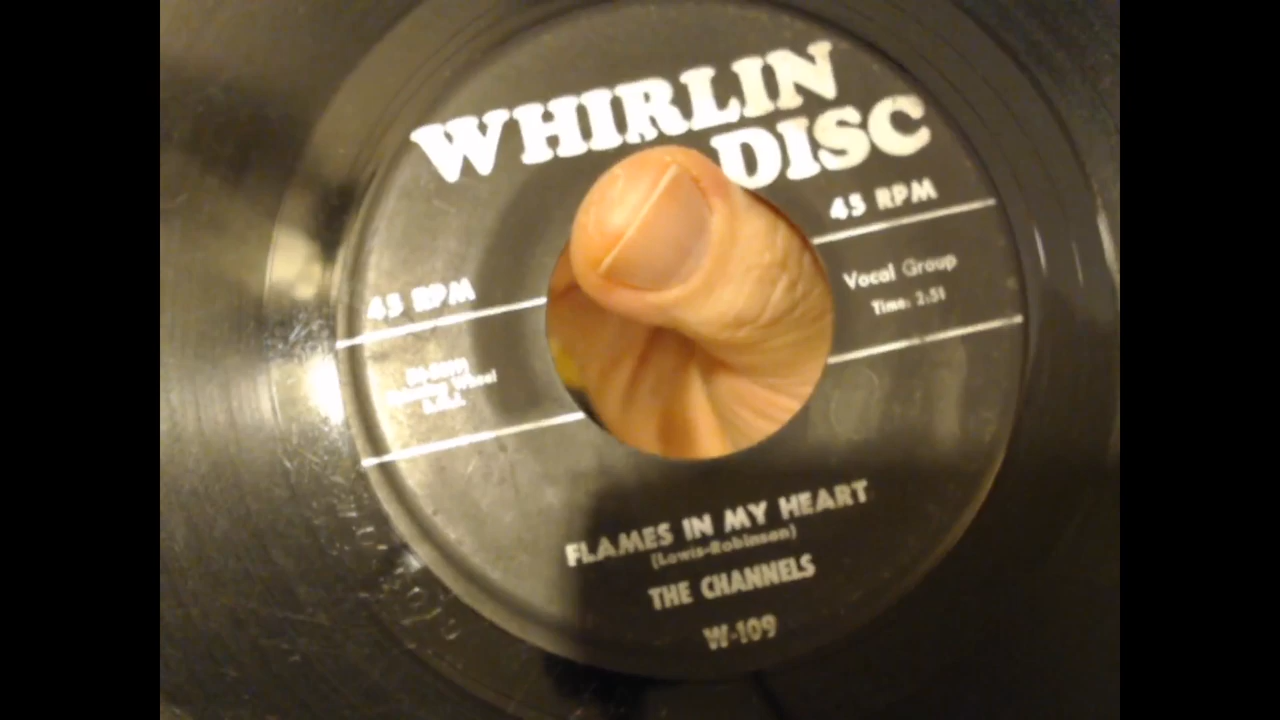 WHIRLIN
DISC
45 RPM
45 RPM
Vocal Group
Time: 2:51
Wheel
FLAMES IN MY HEART
(Lewis-Robinson)
THE CHANNELS
W-109